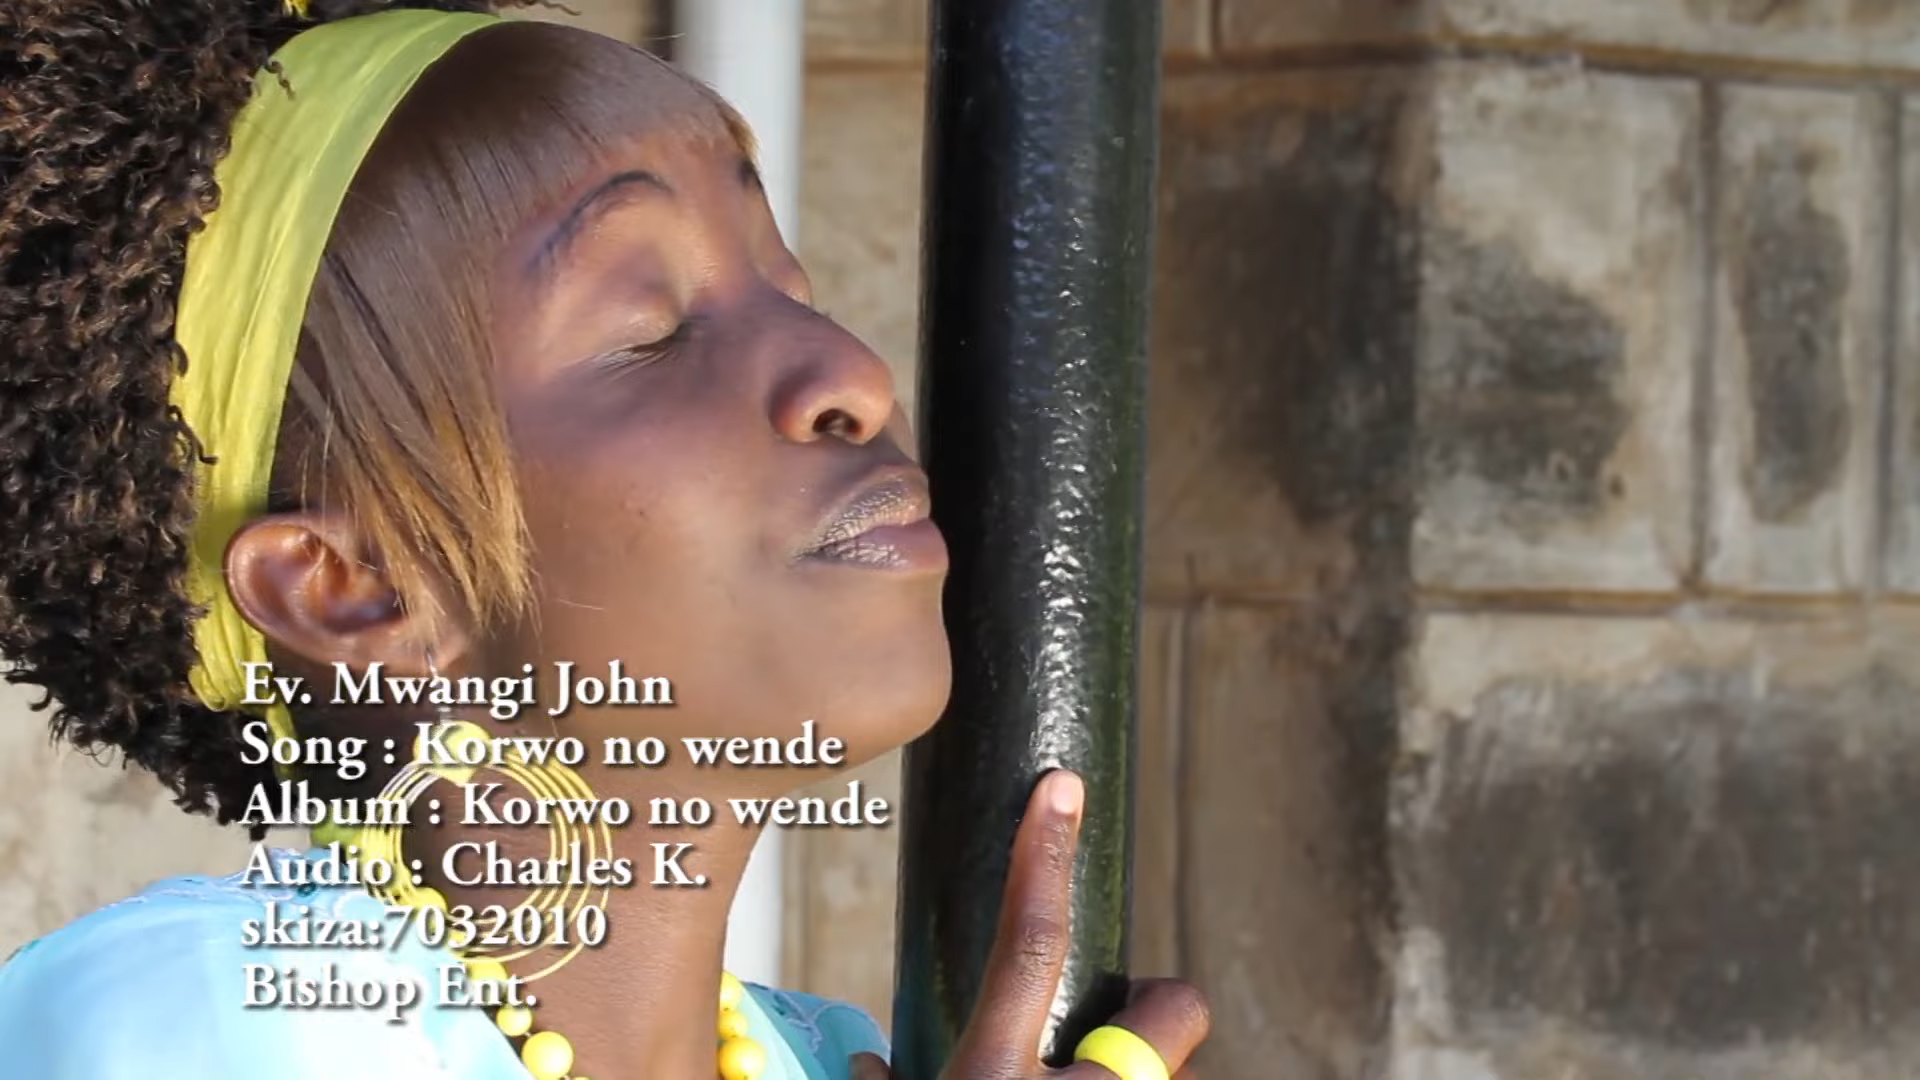 Ev. Mwangi John
Song : Korwo no wende
Album : Korwo no wende
Audio : Charles K.
skiza:7032010
Bishop Ent.